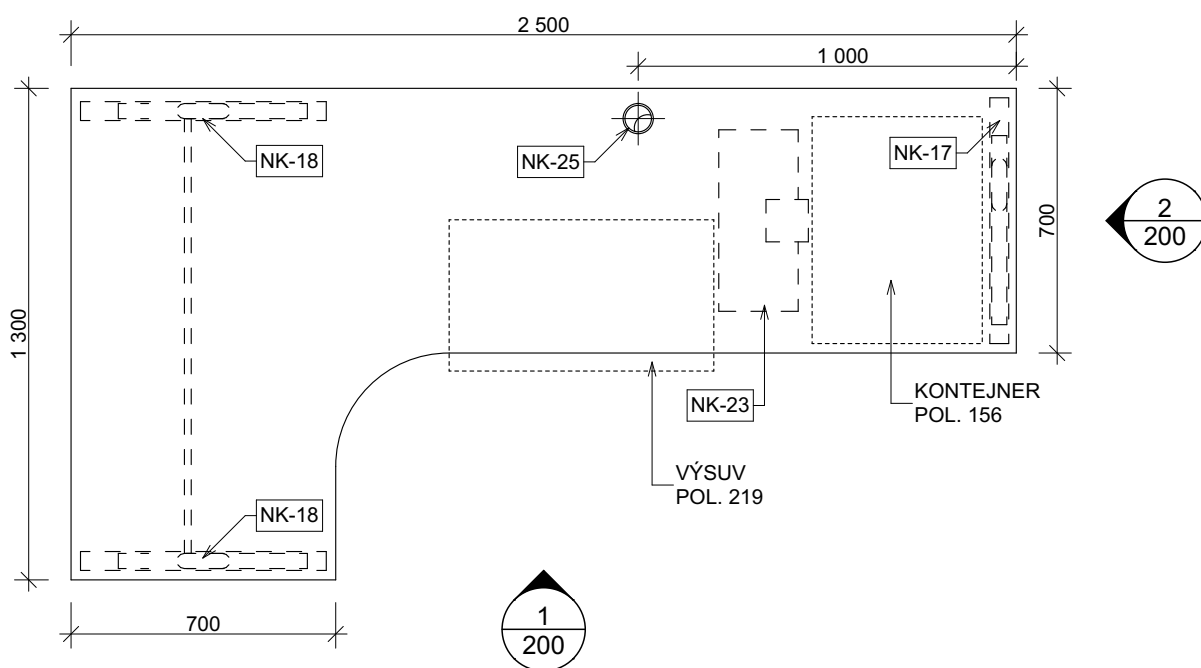 2 500
1 000
NK-18
NK-25
NK-17
2
200
700
1 300
KONTEJNER
POL. 156
NK-23
VÝSUV
POL. 219
NK-18
700
1
200